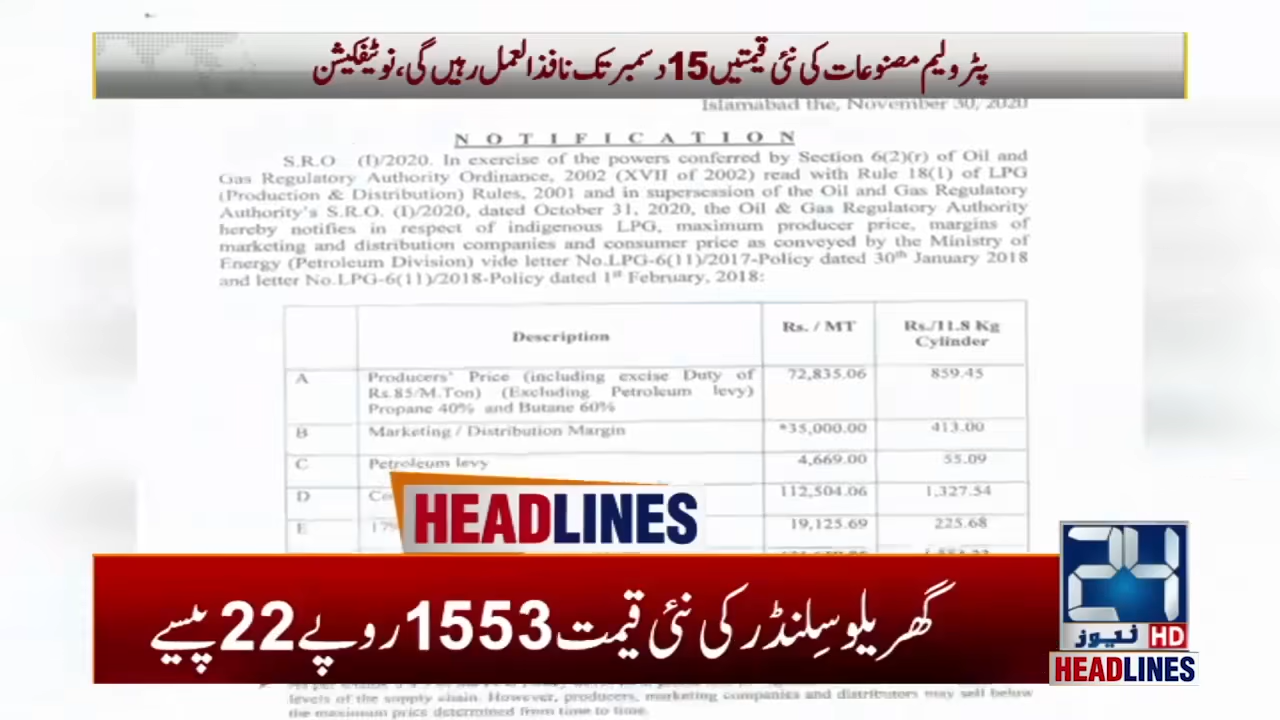 پٹرولیم مصنوعات کی نئی قیمتیں 15 دسمبر تک نافذالعمل رہیں گی، نوٹیفکیشن
Islamabad the, November 30, 2020
NOTIFICATION
S.R.O (I)/2020. In exercise of the powers conferred by Section 6(2)(r) of Oil and
Gas Regulatory Authority Ordinance, 2002 (XVII of 2002) read with Rule 18(1) of LPG
(Production & Distribution) Rules, 2001 and in supersession of the Oil and Gas Regulatory
Authority's S.R.O. (I)/2020, dated October 31, 2020, the Oil & Gas Regulatory Authority
hereby notifies in respect of indigenous LPG, maximum producer price, margins of
marketing and distribution companies and consumer price as conveyed by the Ministry of
Energy (Petroleum Division) vide letter No.LPG-6(11)/2017-Policy dated 30th January 2018
and letter No.LPG-6(11)/2018-Policy dated 1st February, 2018:
Description Rs. / MT Rs./11.8 Kg
Cylinder
A Producers' Price (including excise Duty of 72,835.06 859.45
Rs.85/M.Ton) (Excluding Petroleum levy)
Propane 40% and Butane 60%
B Marketing / Distribution Margin *35,000.00 413.00
C Petroleum levy 4,669.00 55.09
D 112,504.06 1,327.54
E 19,125.69 225.68
HEADLINES
گھریلو سِلنڈر کی نئی قیمت 1553 روپے 22 پیسے
24
نیوز HD
HEADLINES
levels of the supply chain. However, producers, marketing companies and distributors may sell below
the maximum price determined from time to time.